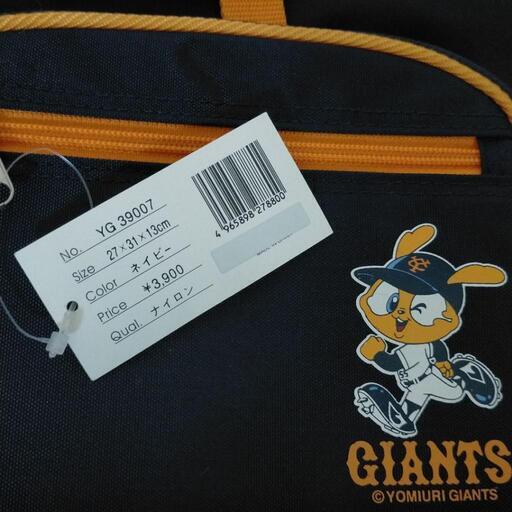 No. YG 39007
Size 27×31×13cm
Color ネイビー
Price ¥3,900
Qual. ナイロン
4 965898 278800
GIANTS
© YOMIURI GIANTS